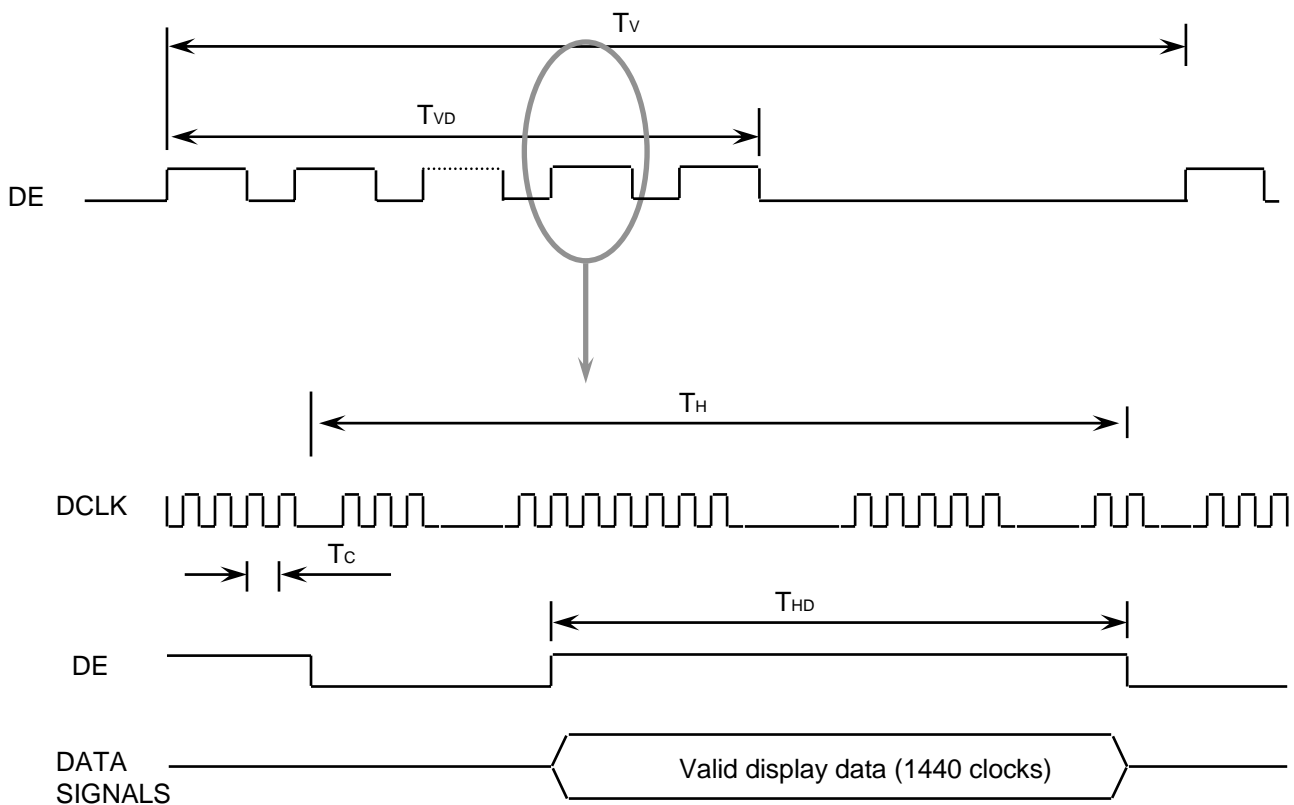 TV
TVD
DE
TH
DCLK
TC
THD
DE
DATA
SIGNALS
Valid display data (1440 clocks)